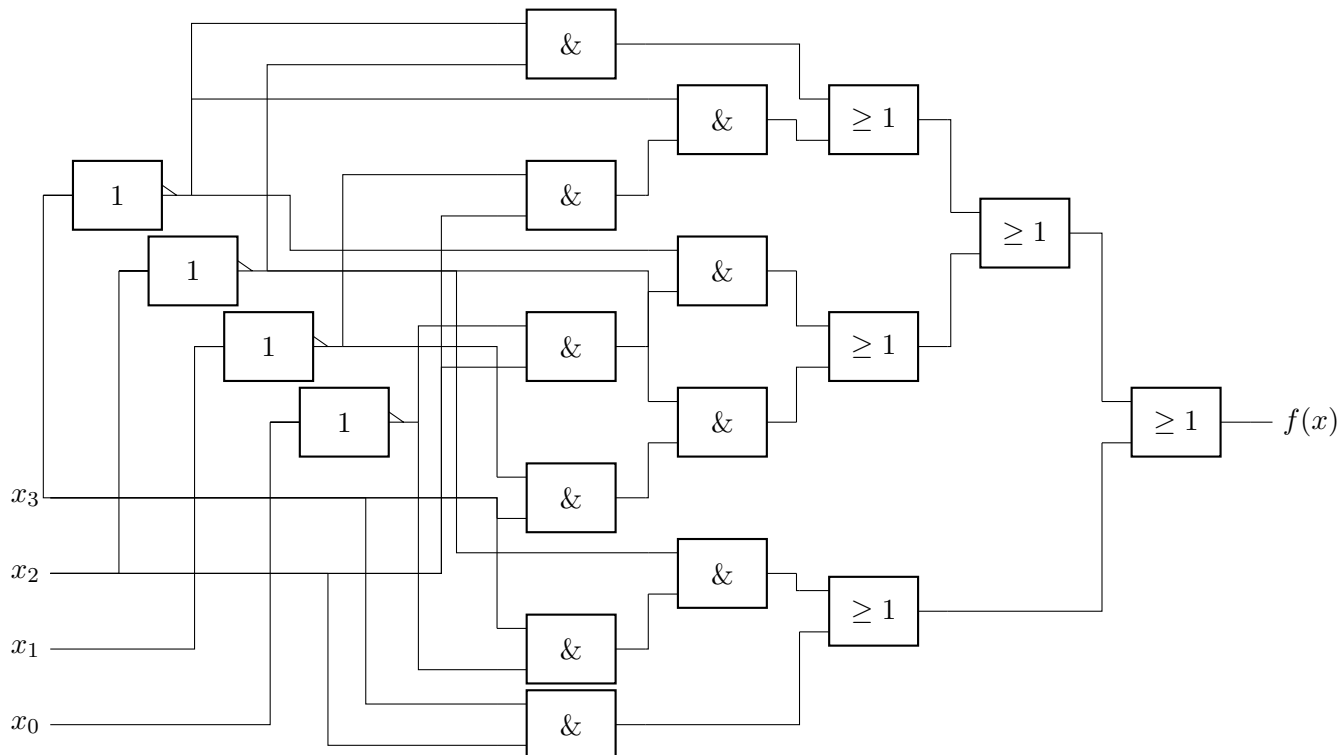 &
& ≥ 1
1 &
≥ 1
1 &
1 & ≥ 1
1 & ≥ 1 f(x)
x₃ &
x₂ &
≥ 1
x₁ &
x₀ &